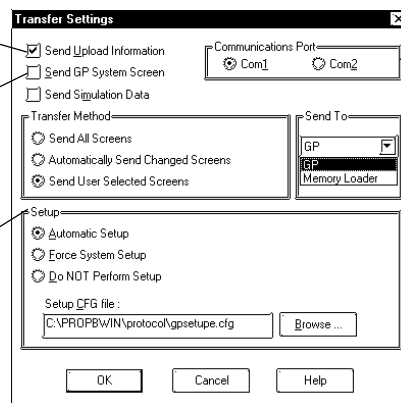 Transfer Settings
Send Upload Information
Send GP System Screen
Send Simulation Data
Communications Port
Com1 Com2
Transfer Method
Send All Screens
Automatically Send Changed Screens
Send User Selected Screens
Send To
GP
GP
Memory Loader
Setup
Automatic Setup
Force System Setup
Do NOT Perform Setup
Setup CFG file :
C:\PROPBWIN\protocol\gpsetupe.cfg Browse ...
OK Cancel Help